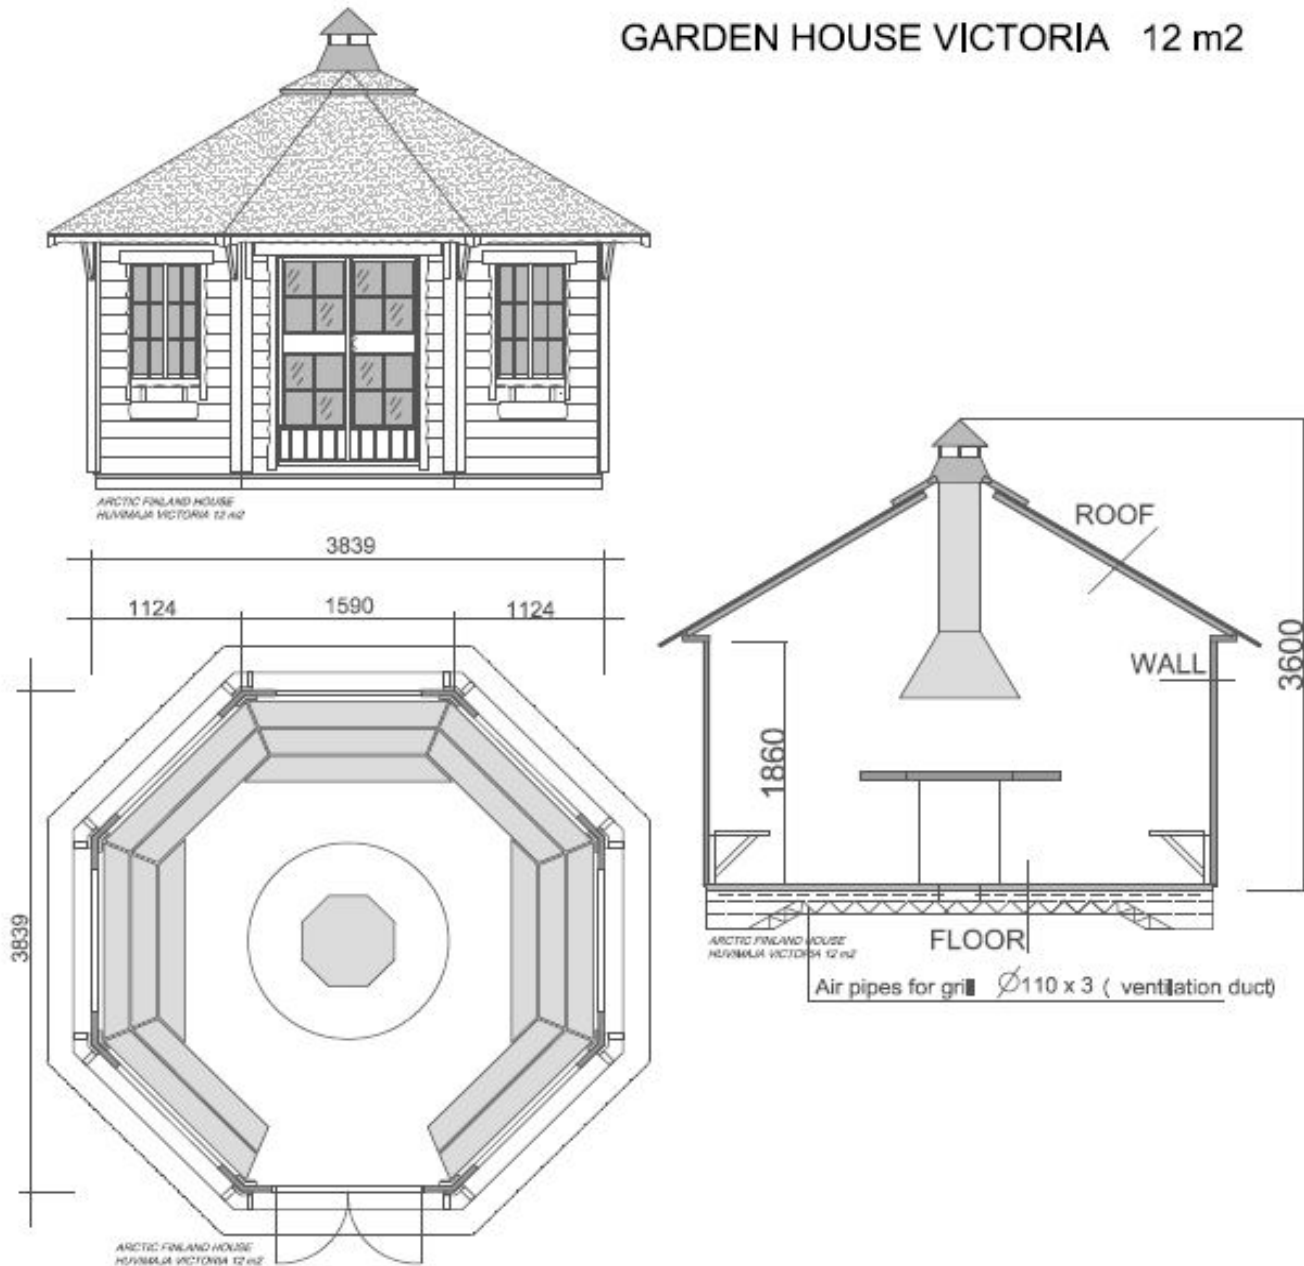 GARDEN HOUSE VICTORIA 12 m2
ARCTIC FINLAND HOUSE
HUVIMAJA VICTORIA 12 m2
3839
1124
1590
1124
3839
ARCTIC FINLAND HOUSE
HUVIMAJA VICTORIA 12 m2
ROOF
WALL
3600
1860
FLOOR
ARCTIC FINLAND HOUSE
HUVIMAJA VICTORIA 12 m2
Air pipes for grill ∅110 x 3 ( ventilation duct)